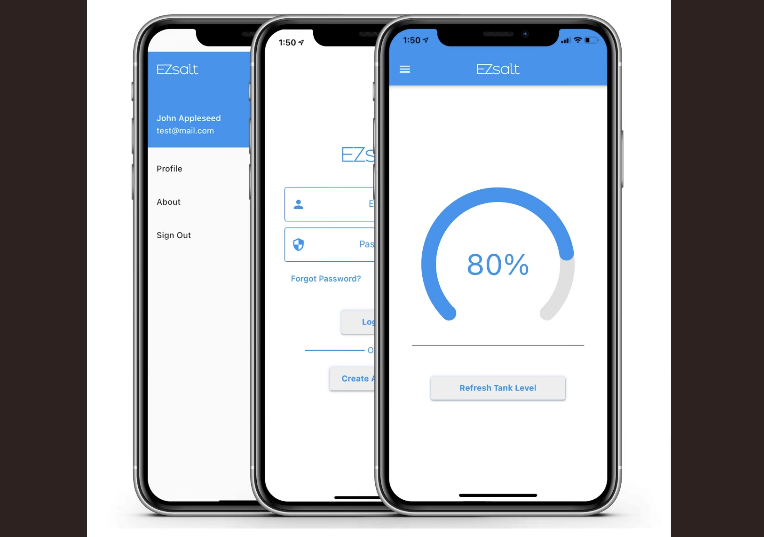 EZsalt
John Appleseed
test@mail.com
Profile
About
Sign Out
1:50
EZs
E
Pas
Forgot Password?
Log
O
Create A
1:50
EZsalt
80%
Refresh Tank Level